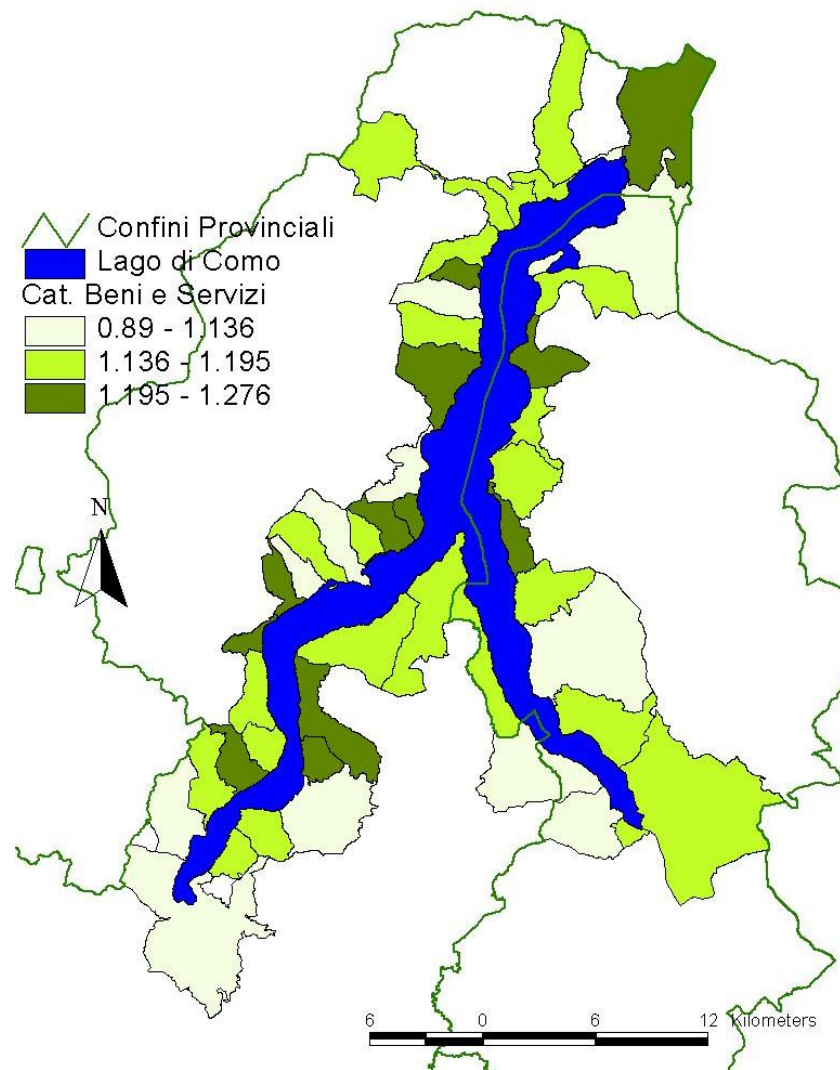 Confini Provinciali
Lago di Como
Cat. Beni e Servizi
0.89 - 1.136
1.136 - 1.195
1.195 - 1.276
N
6 0 6 12 Kilometers